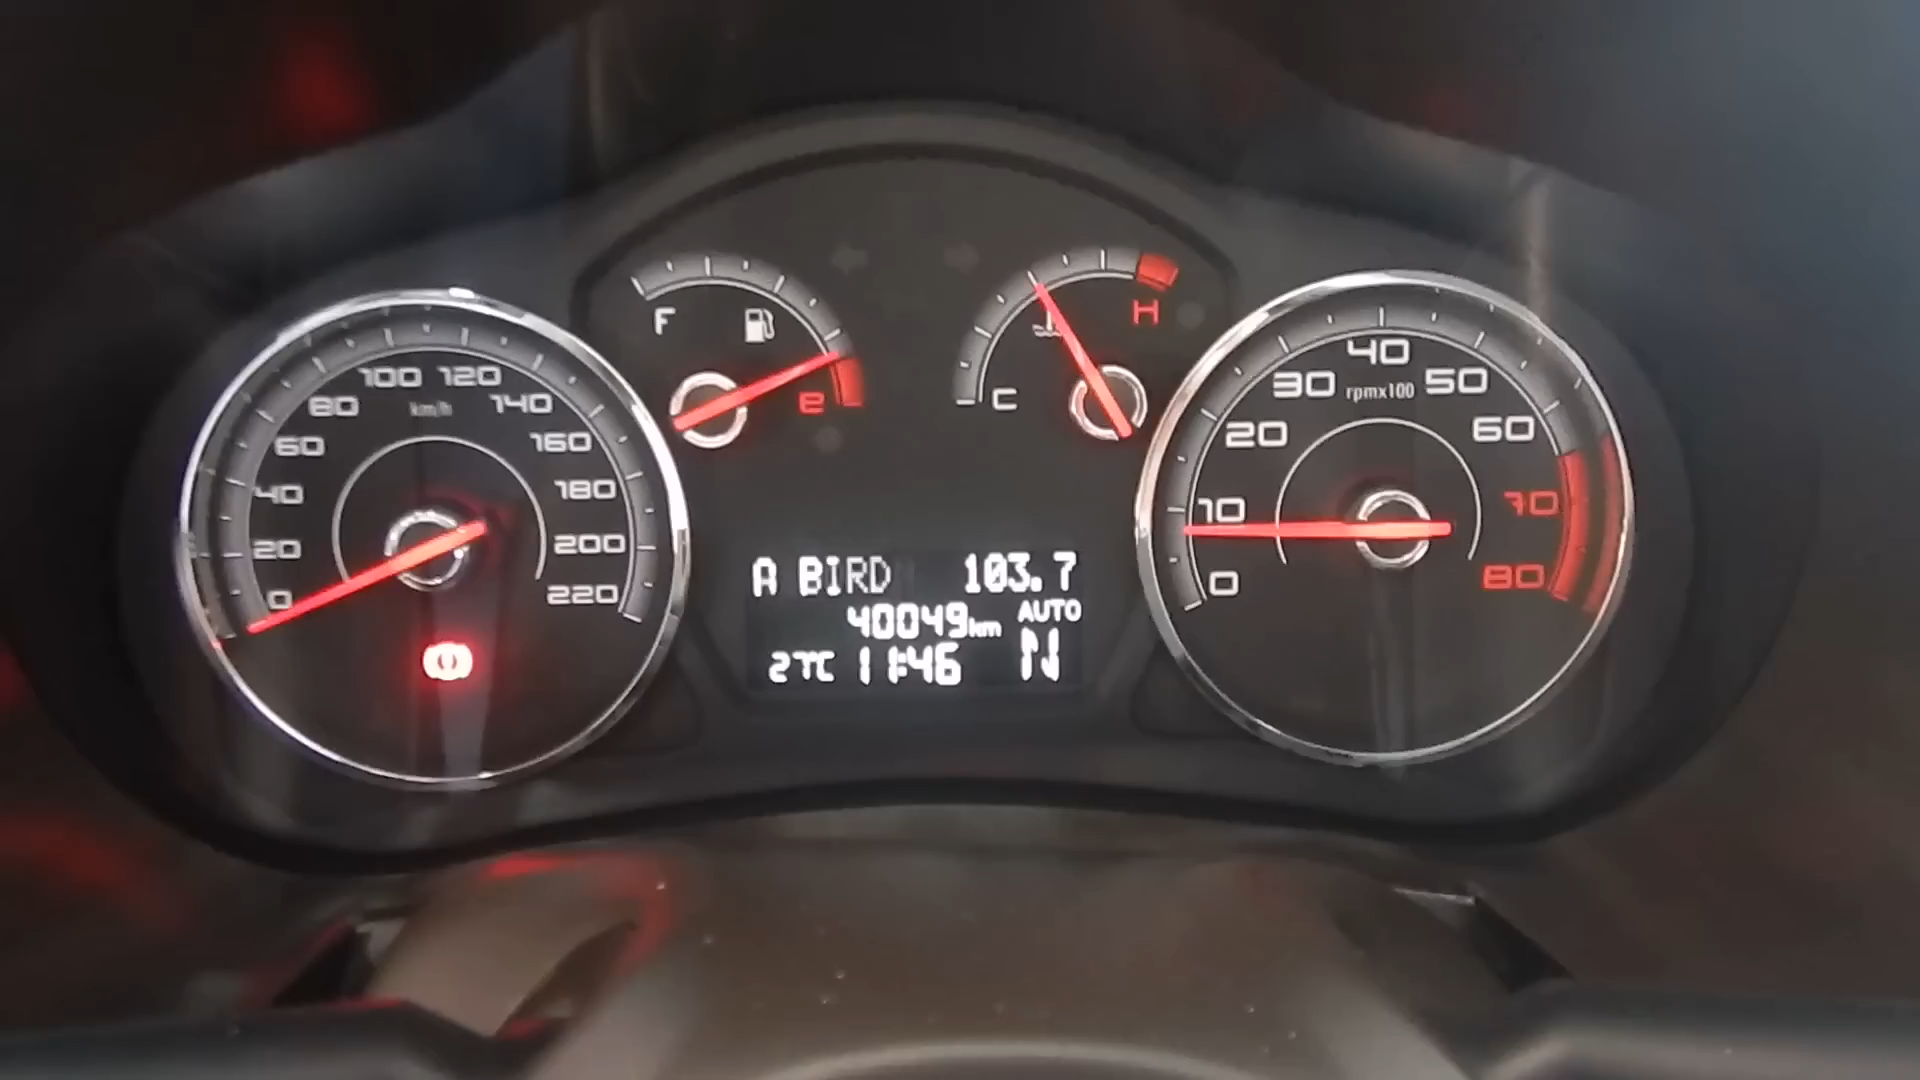 100 120
80 km/h 140
60 160
40 180
20 200
0 220
F
e
C
H
A BIRD 103.7
40049km AUTO
27°C 11:46 N
40
30 rpmx100 50
20 60
10 70
0 80